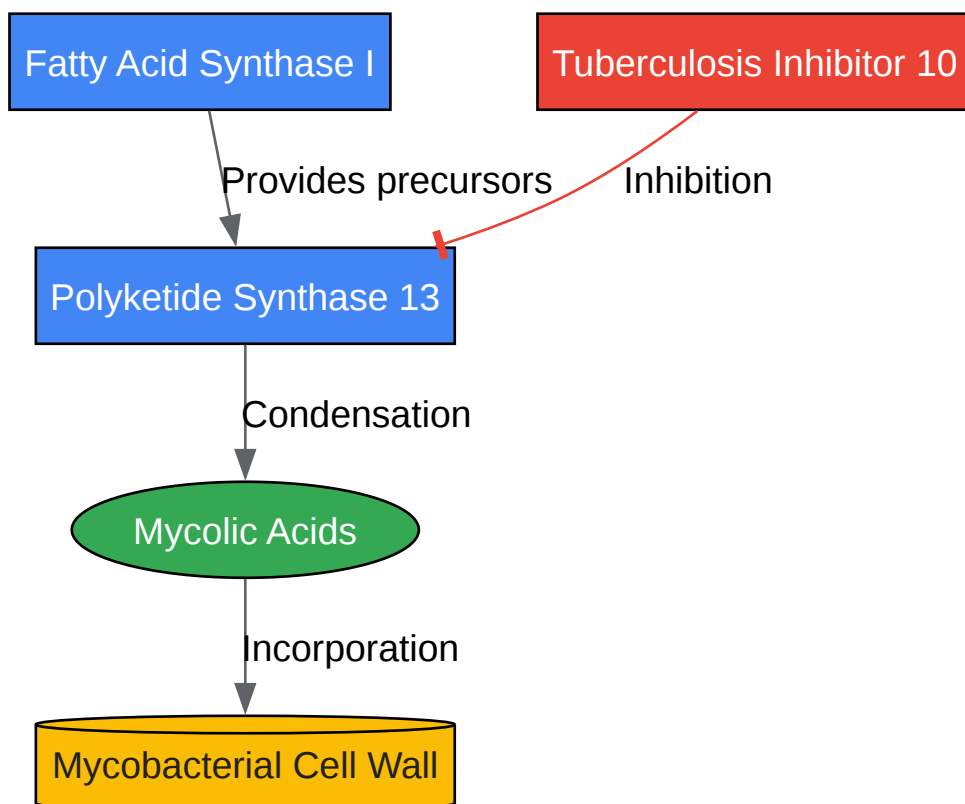 Fatty Acid Synthase I
Tuberculosis Inhibitor 10
Provides precursors
Inhibition
Polyketide Synthase 13
Condensation
Mycolic Acids
Incorporation
Mycobacterial Cell Wall